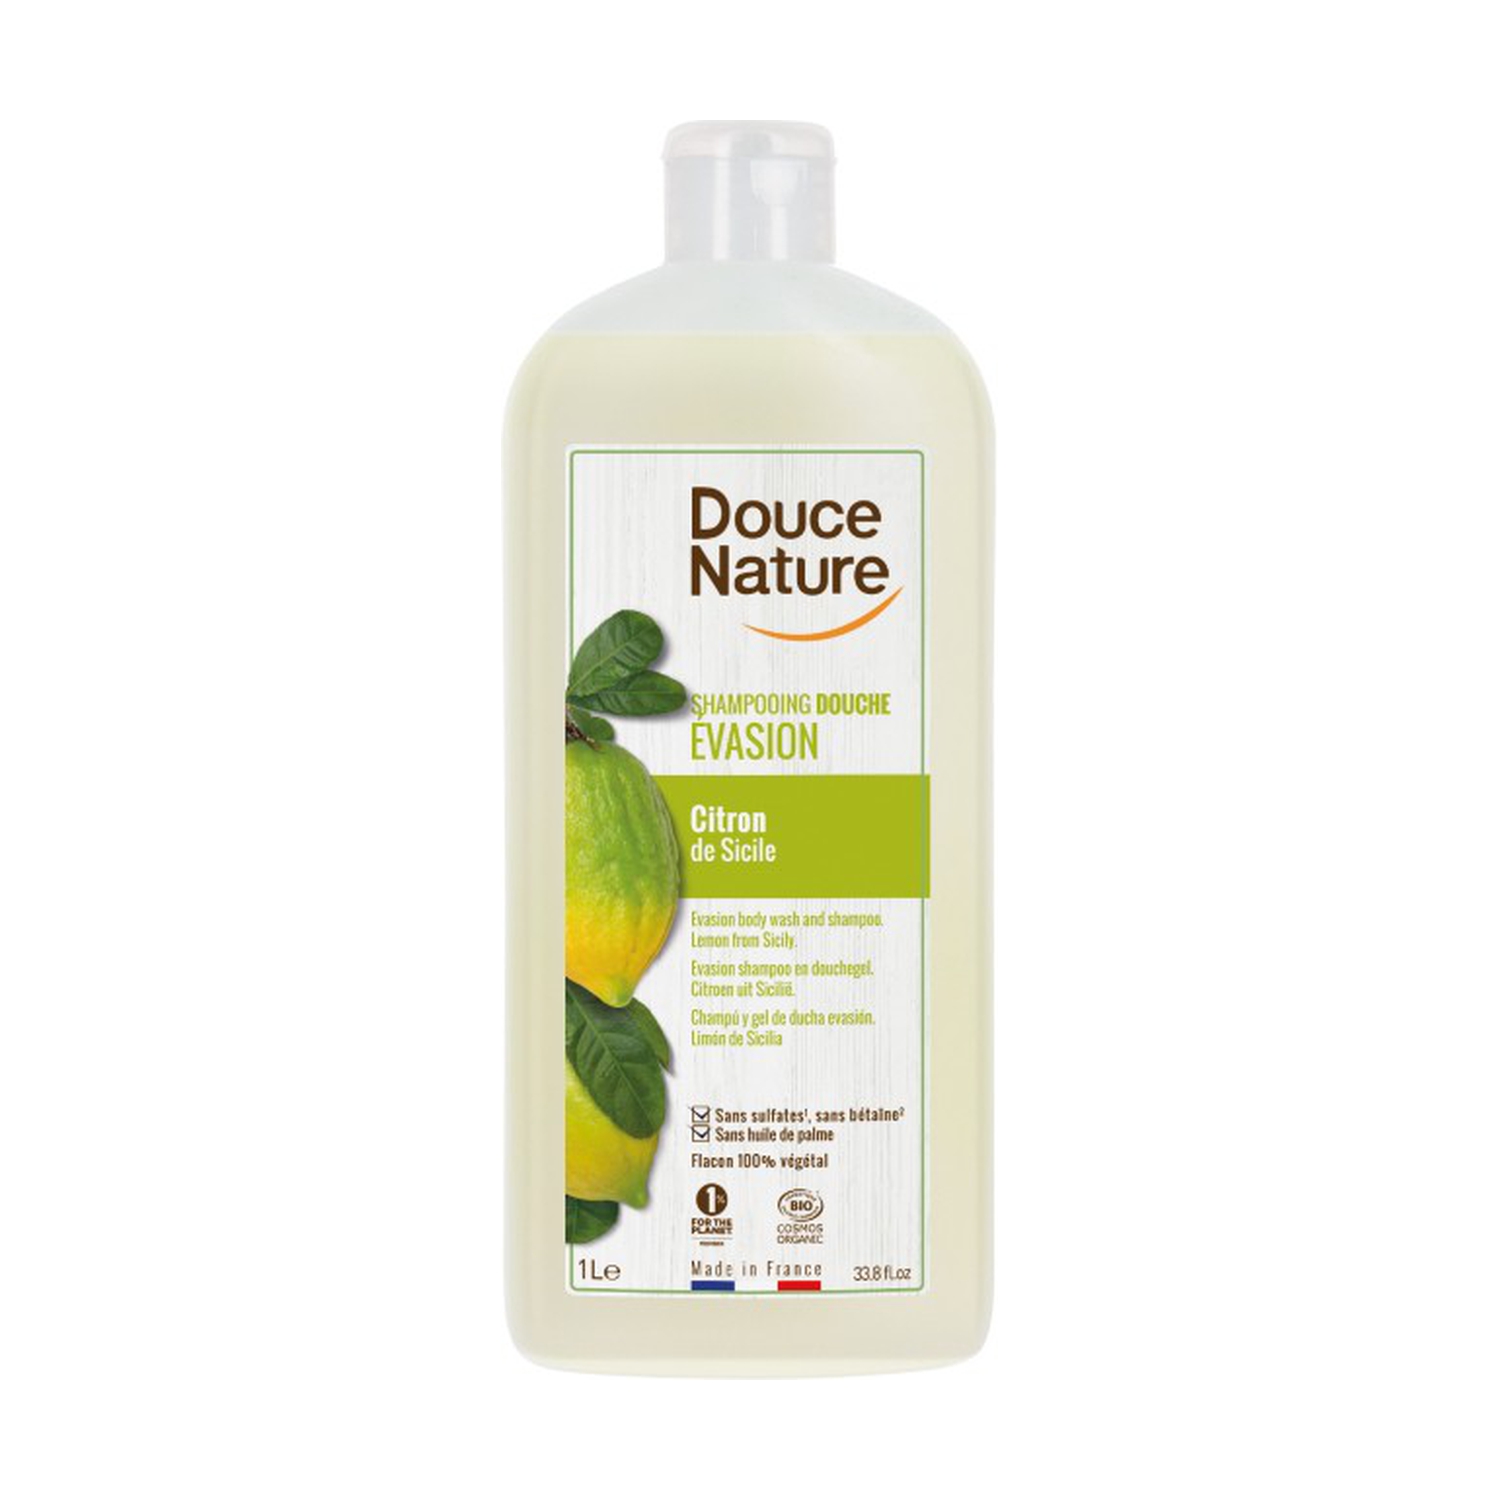 Douce
Nature
SHAMPOOING DOUCHE
ÉVASION
Citron
de Sicile
Evasion body wash and shampoo.
Lemon from Sicily.
Evasion shampoo en douchegel.
Citroen uit Sicilië.
Champú y gel de ducha evasión.
Limón de Sicilia
Sans sulfates¹, sans bétaïne²
Sans huile de palme
Flacon 100% végétal
1%
FOR THE
PLANET
BIO
COSMOS
ORGANIC
Made in France
1L℮
33.8 fl.oz